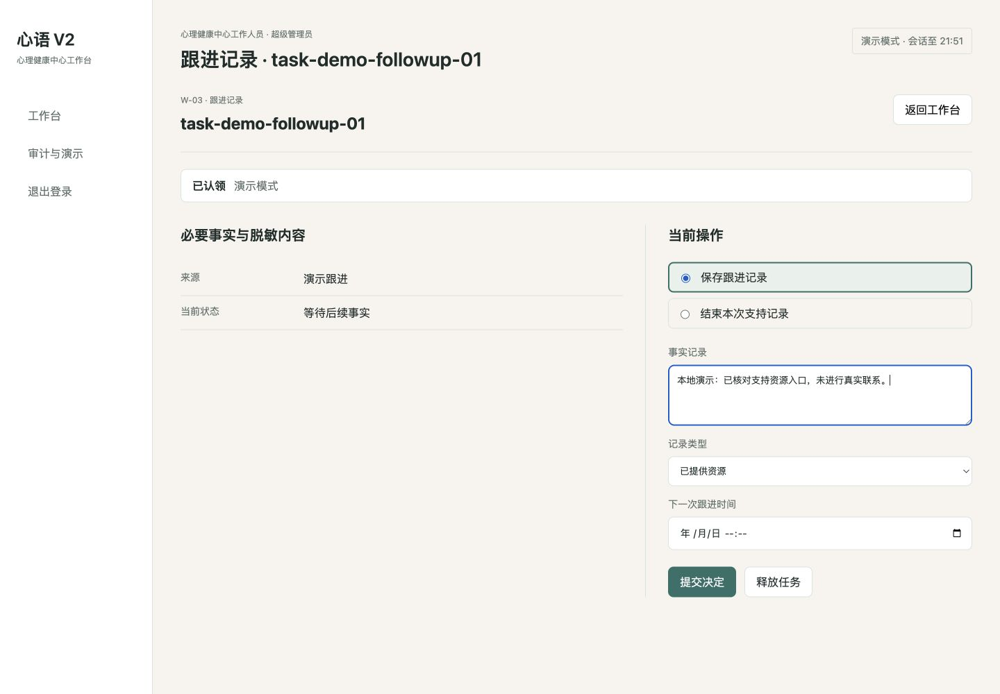 心语 V2
心理健康中心工作台
工作台
审计与演示
退出登录
心理健康中心工作人员 · 超级管理员
跟进记录 · task-demo-followup-01
演示模式 · 会话至 21:51
W-03 · 跟进记录
task-demo-followup-01
返回工作台
已认领 演示模式
必要事实与脱敏内容
来源 演示跟进
当前状态 等待后续事实
当前操作
保存跟进记录
结束本次支持记录
事实记录
本地演示：已核对支持资源入口，未进行真实联系。
记录类型
已提供资源
下一次跟进时间
年 /月/日 --:--
提交决定 释放任务